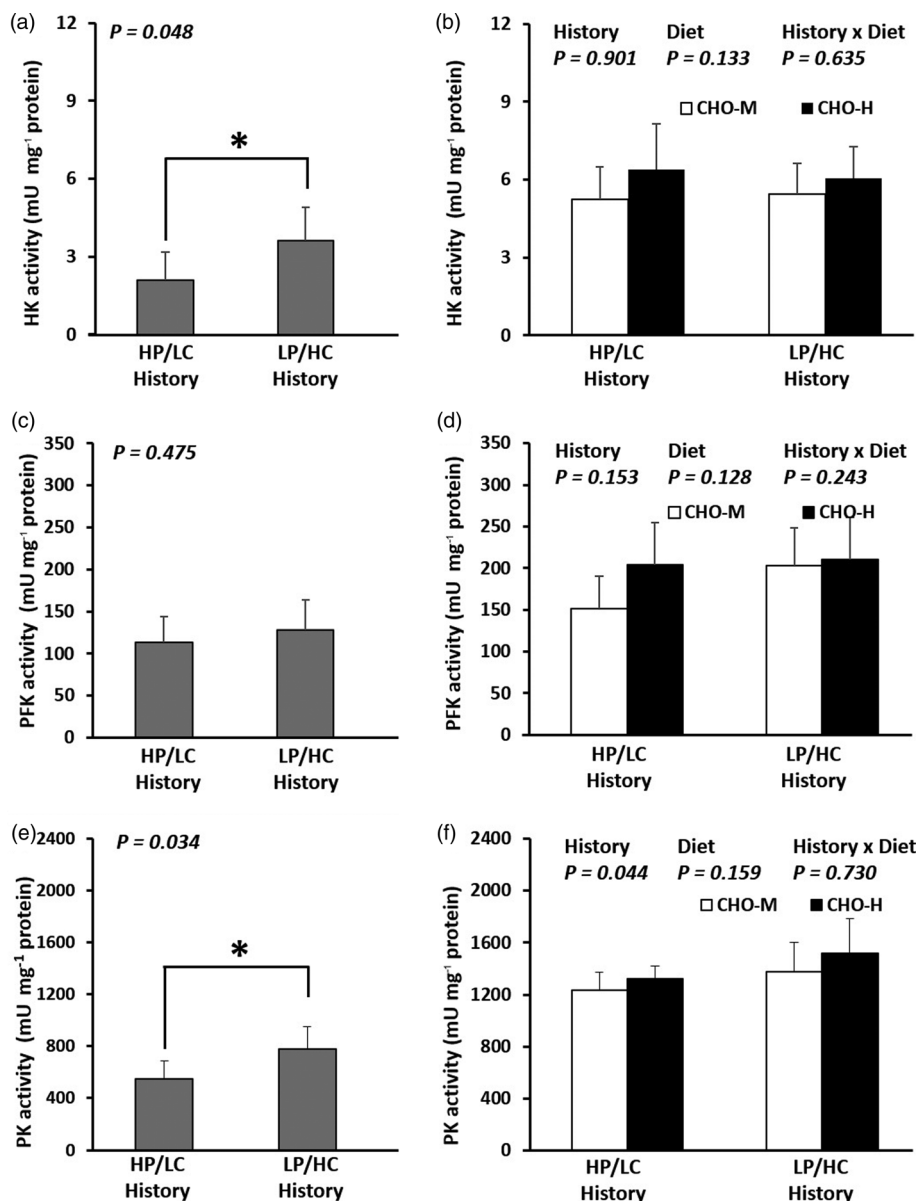 (a)
P = 0.048
HK activity (mU mg⁻¹ protein)
12
9
6
3
0
*
HP/LC
History
LP/HC
History
(b)
History Diet History x Diet
P = 0.901 P = 0.133 P = 0.635
CHO-M CHO-H
HK activity (mU mg⁻¹ protein)
12
9
6
3
0
HP/LC
History
LP/HC
History
(c)
P = 0.475
PFK activity (mU mg⁻¹ protein)
350
300
250
200
150
100
50
0
HP/LC
History
LP/HC
History
(d)
History Diet History x Diet
P = 0.153 P = 0.128 P = 0.243
CHO-M CHO-H
PFK activity (mU mg⁻¹ protein)
350
300
250
200
150
100
50
0
HP/LC
History
LP/HC
History
(e)
P = 0.034
PK activity (mU mg⁻¹ protein)
2400
2000
1600
1200
800
400
0
*
HP/LC
History
LP/HC
History
(f)
History Diet History x Diet
P = 0.044 P = 0.159 P = 0.730
CHO-M CHO-H
PK activity (mU mg⁻¹ protein)
2400
2000
1600
1200
800
400
0
HP/LC
History
LP/HC
History